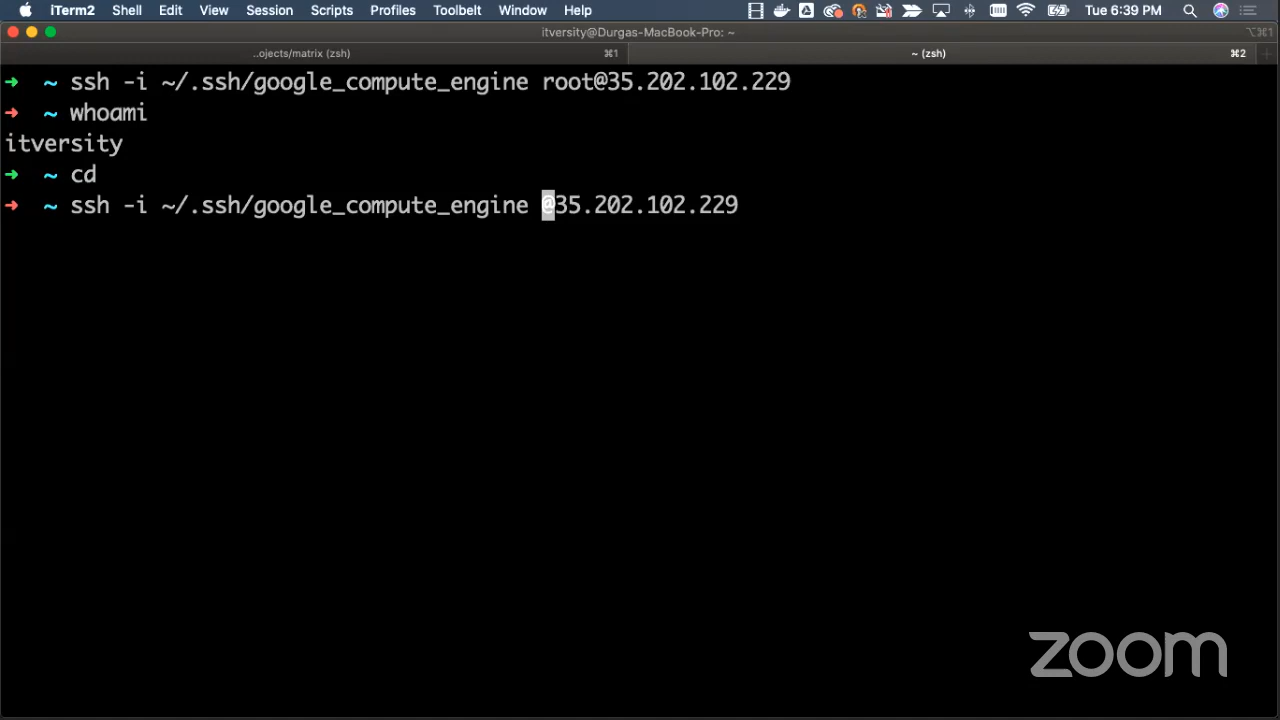 iTerm2 Shell Edit View Session Scripts Profiles Toolbelt Window Help Tue 6:39 PM
itversity@Durgas-MacBook-Pro: ~ ⌥⌘1
..ojects/matrix (zsh) ⌘1 ~ (zsh) ⌘2
➜ ~ ssh -i ~/.ssh/google_compute_engine root@35.202.102.229
➜ ~ whoami
itversity
➜ ~ cd
➜ ~ ssh -i ~/.ssh/google_compute_engine @35.202.102.229
zoom